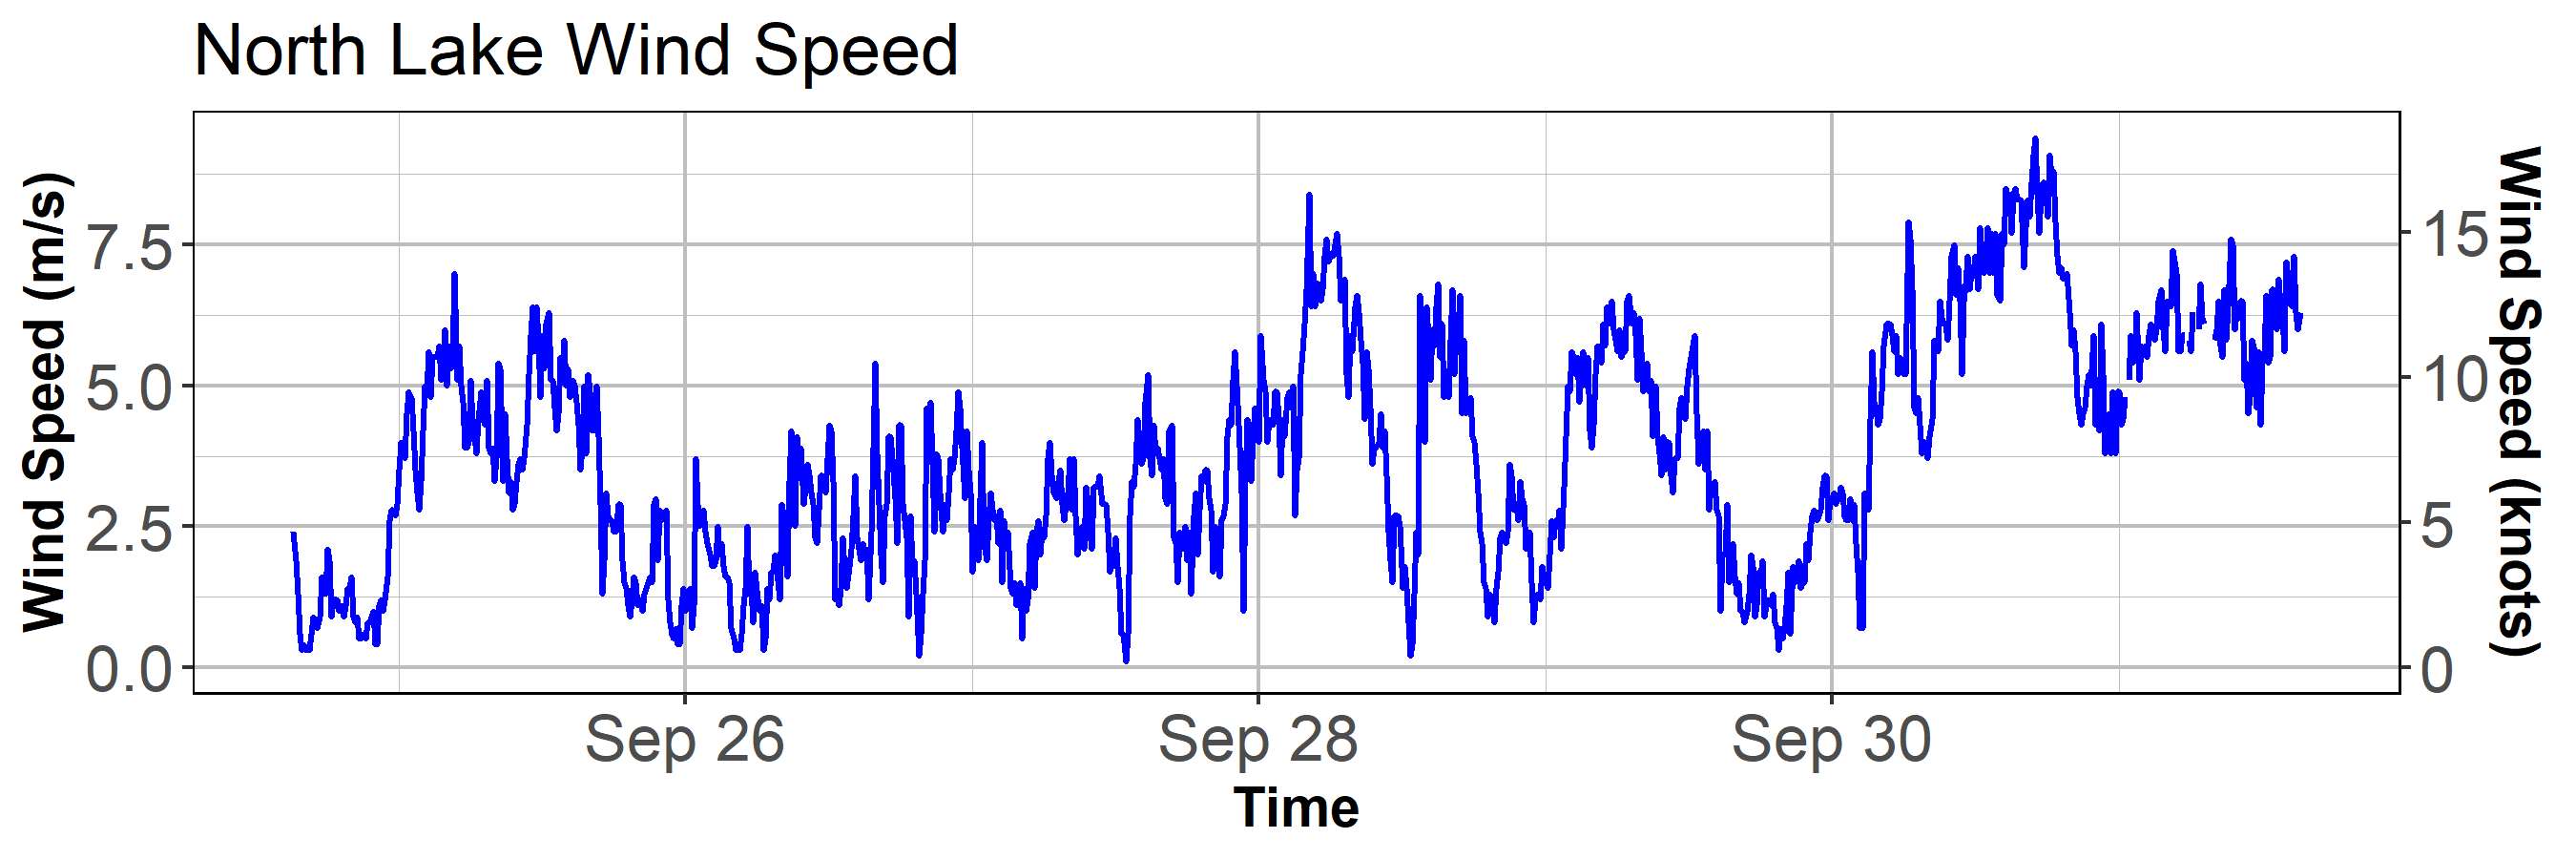 North Lake Wind Speed
Wind Speed (m/s)
7.5
5.0
2.5
0.0
15
10
5
0
Wind Speed (knots)
Sep 26
Sep 28
Sep 30
Time